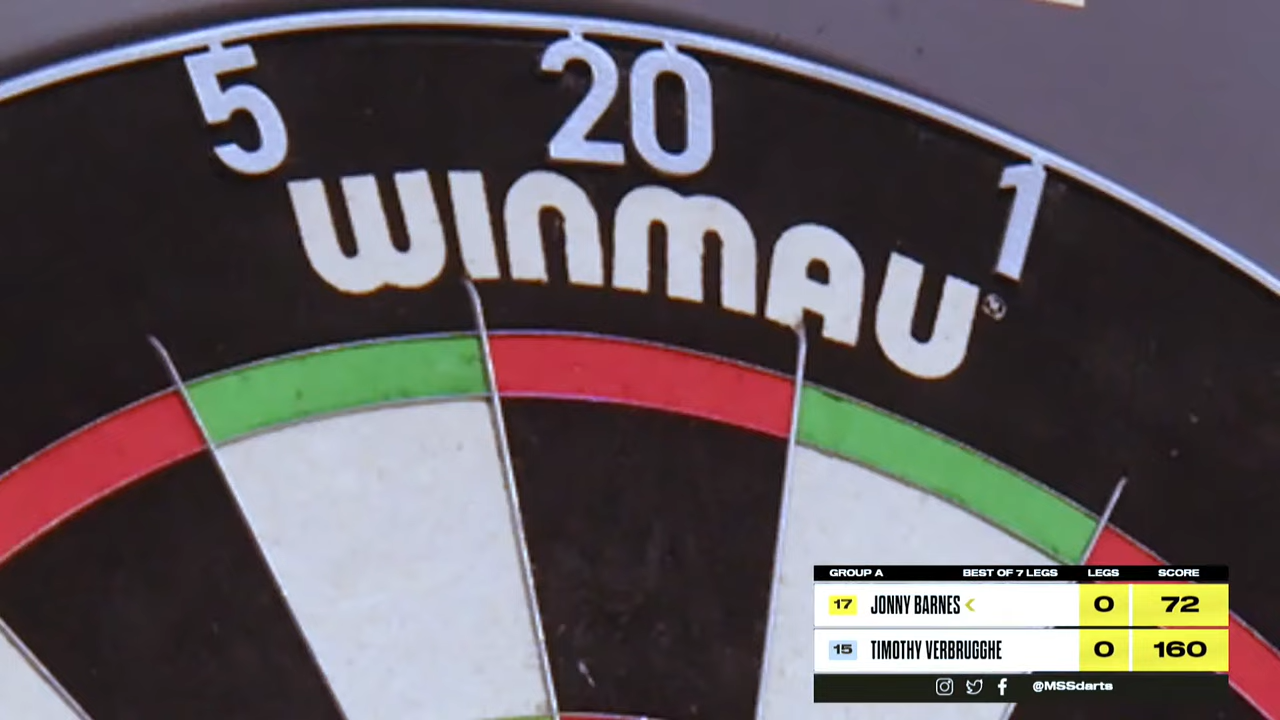 5 20 1
winmau®
GROUP A BEST OF 7 LEGS LEGS SCORE
17 JONNY BARNES < 0 72
15 TIMOTHY VERBRUGGHE 0 160
@MSSdarts